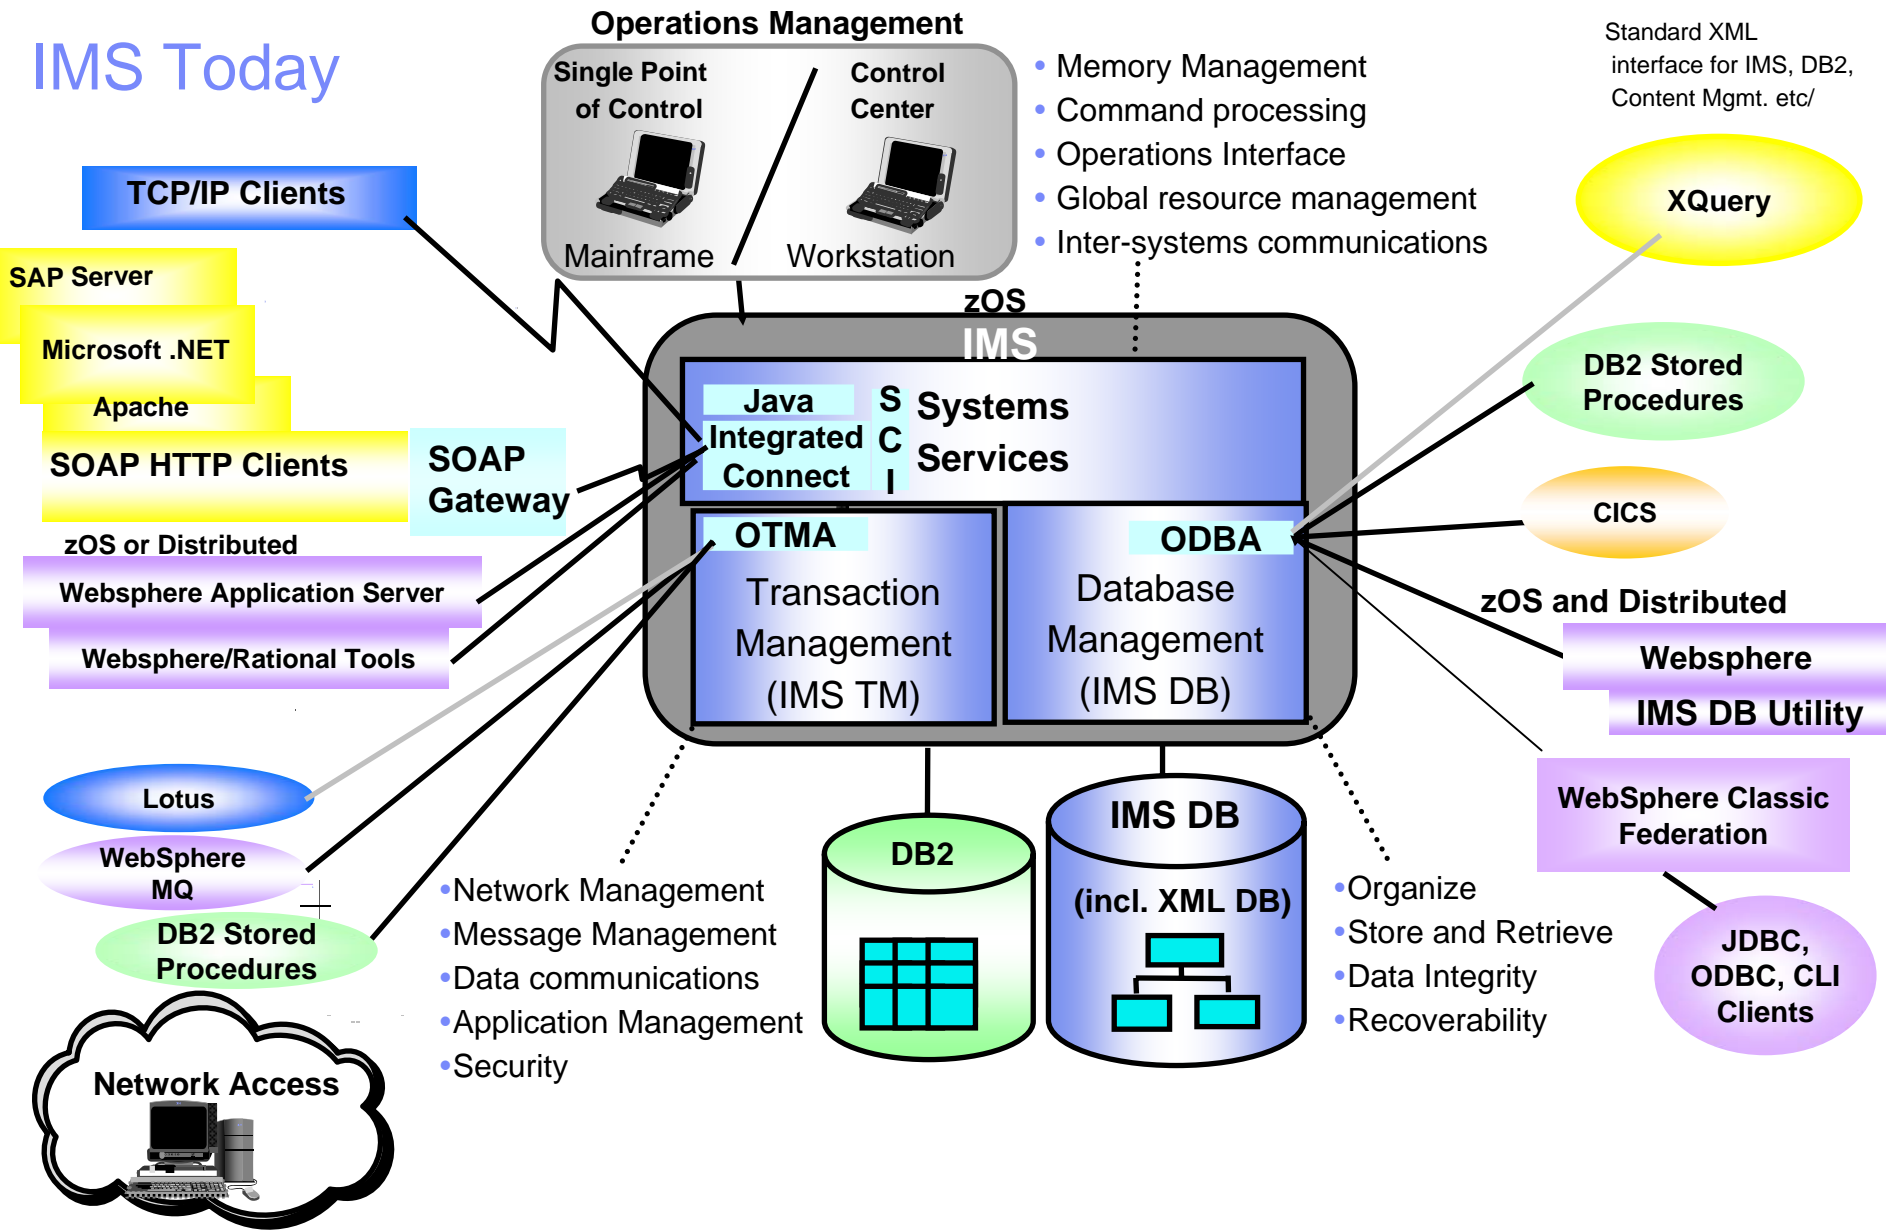 IMS Today
Operations Management
Single Point
of Control
Control
Center
Mainframe
Workstation
• Memory Management
• Command processing
• Operations Interface
• Global resource management
• Inter-systems communications
Standard XML
interface for IMS, DB2,
Content Mgmt. etc/
XQuery
TCP/IP Clients
SAP Server
Microsoft .NET
Apache
SOAP HTTP Clients
SOAP
Gateway
zOS or Distributed
Websphere Application Server
Websphere/Rational Tools
zOS
IMS
Java
Integrated
Connect
S
C
I
Systems
Services
OTMA
Transaction
Management
(IMS TM)
ODBA
Database
Management
(IMS DB)
DB2 Stored
Procedures
CICS
zOS and Distributed
Websphere
IMS DB Utility
WebSphere Classic
Federation
JDBC,
ODBC, CLI
Clients
Lotus
WebSphere
MQ
DB2 Stored
Procedures
Network Access
•Network Management
•Message Management
•Data communications
•Application Management
•Security
DB2
IMS DB
(incl. XML DB)
•Organize
•Store and Retrieve
•Data Integrity
•Recoverability